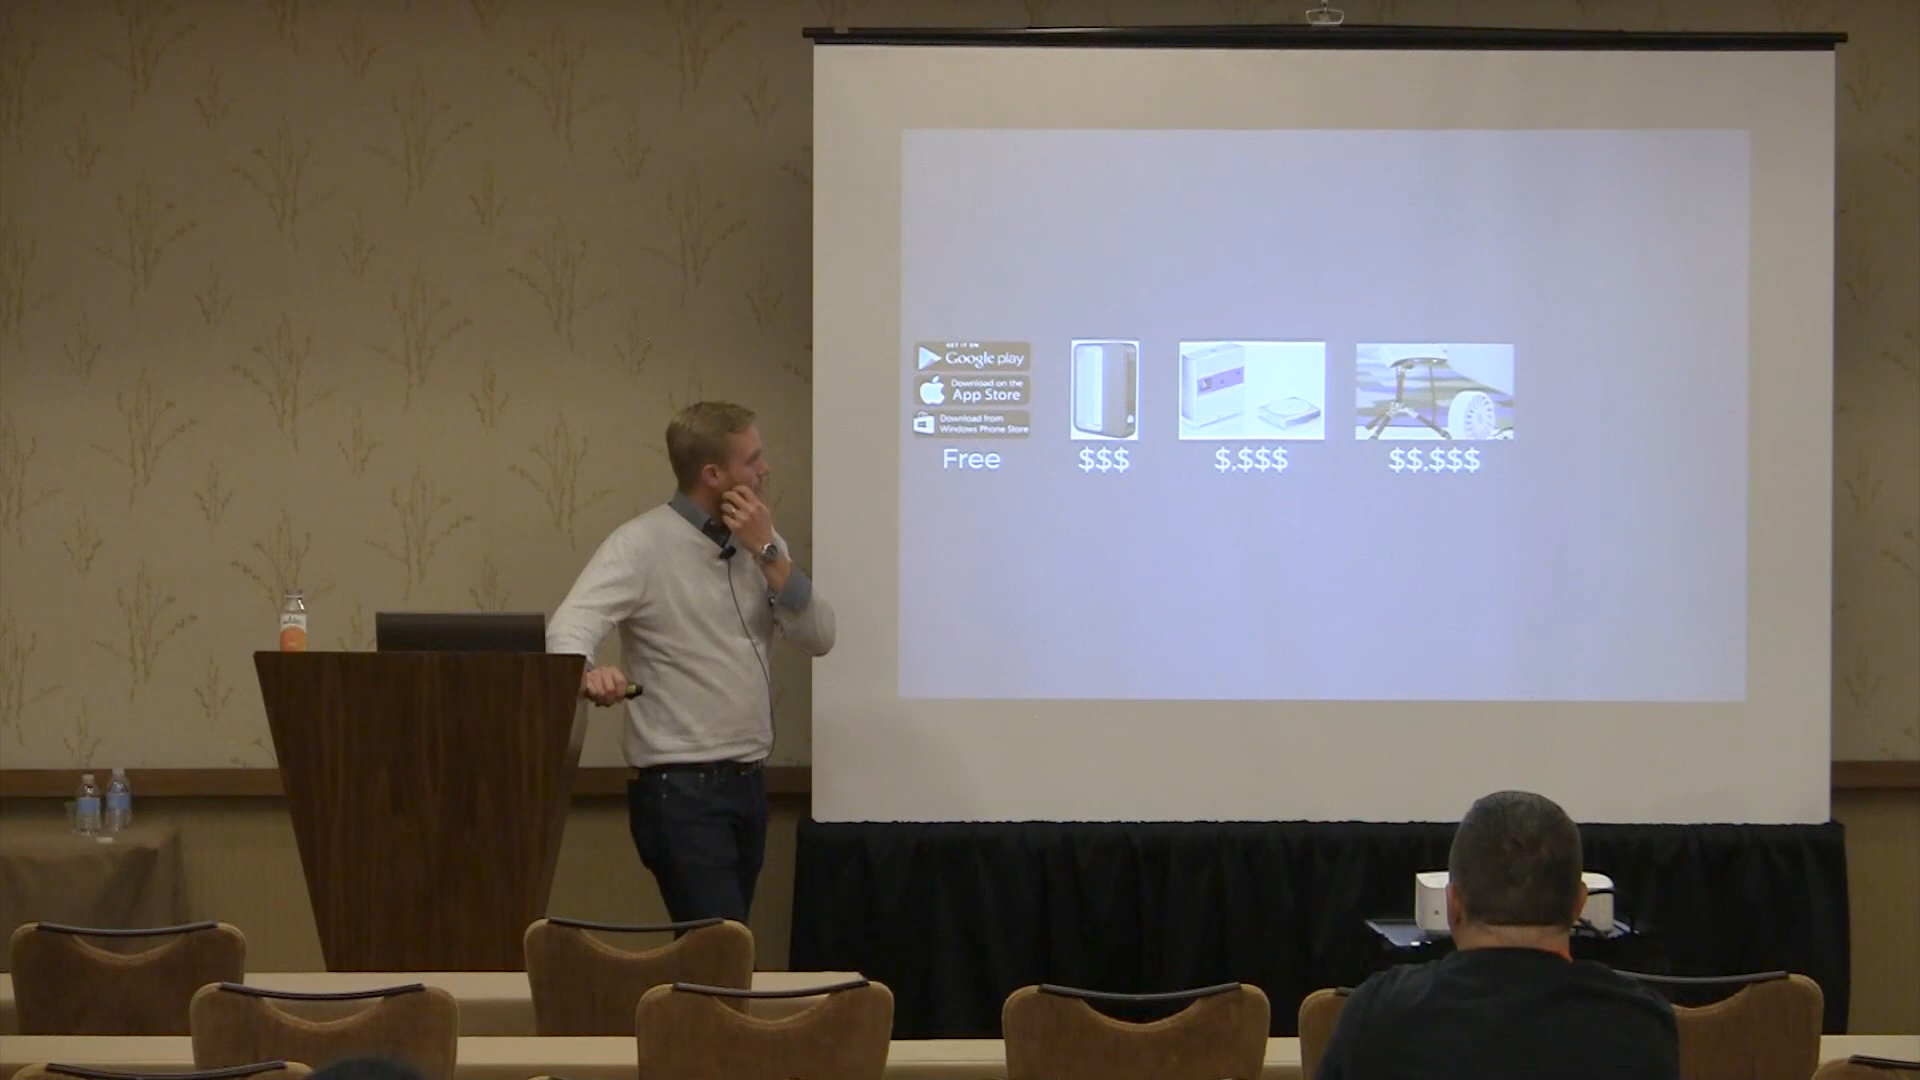 GET IT ON
Google play
Download on the
App Store
Download from
Windows Phone Store
Free
$$$
$,$$$
$$,$$$